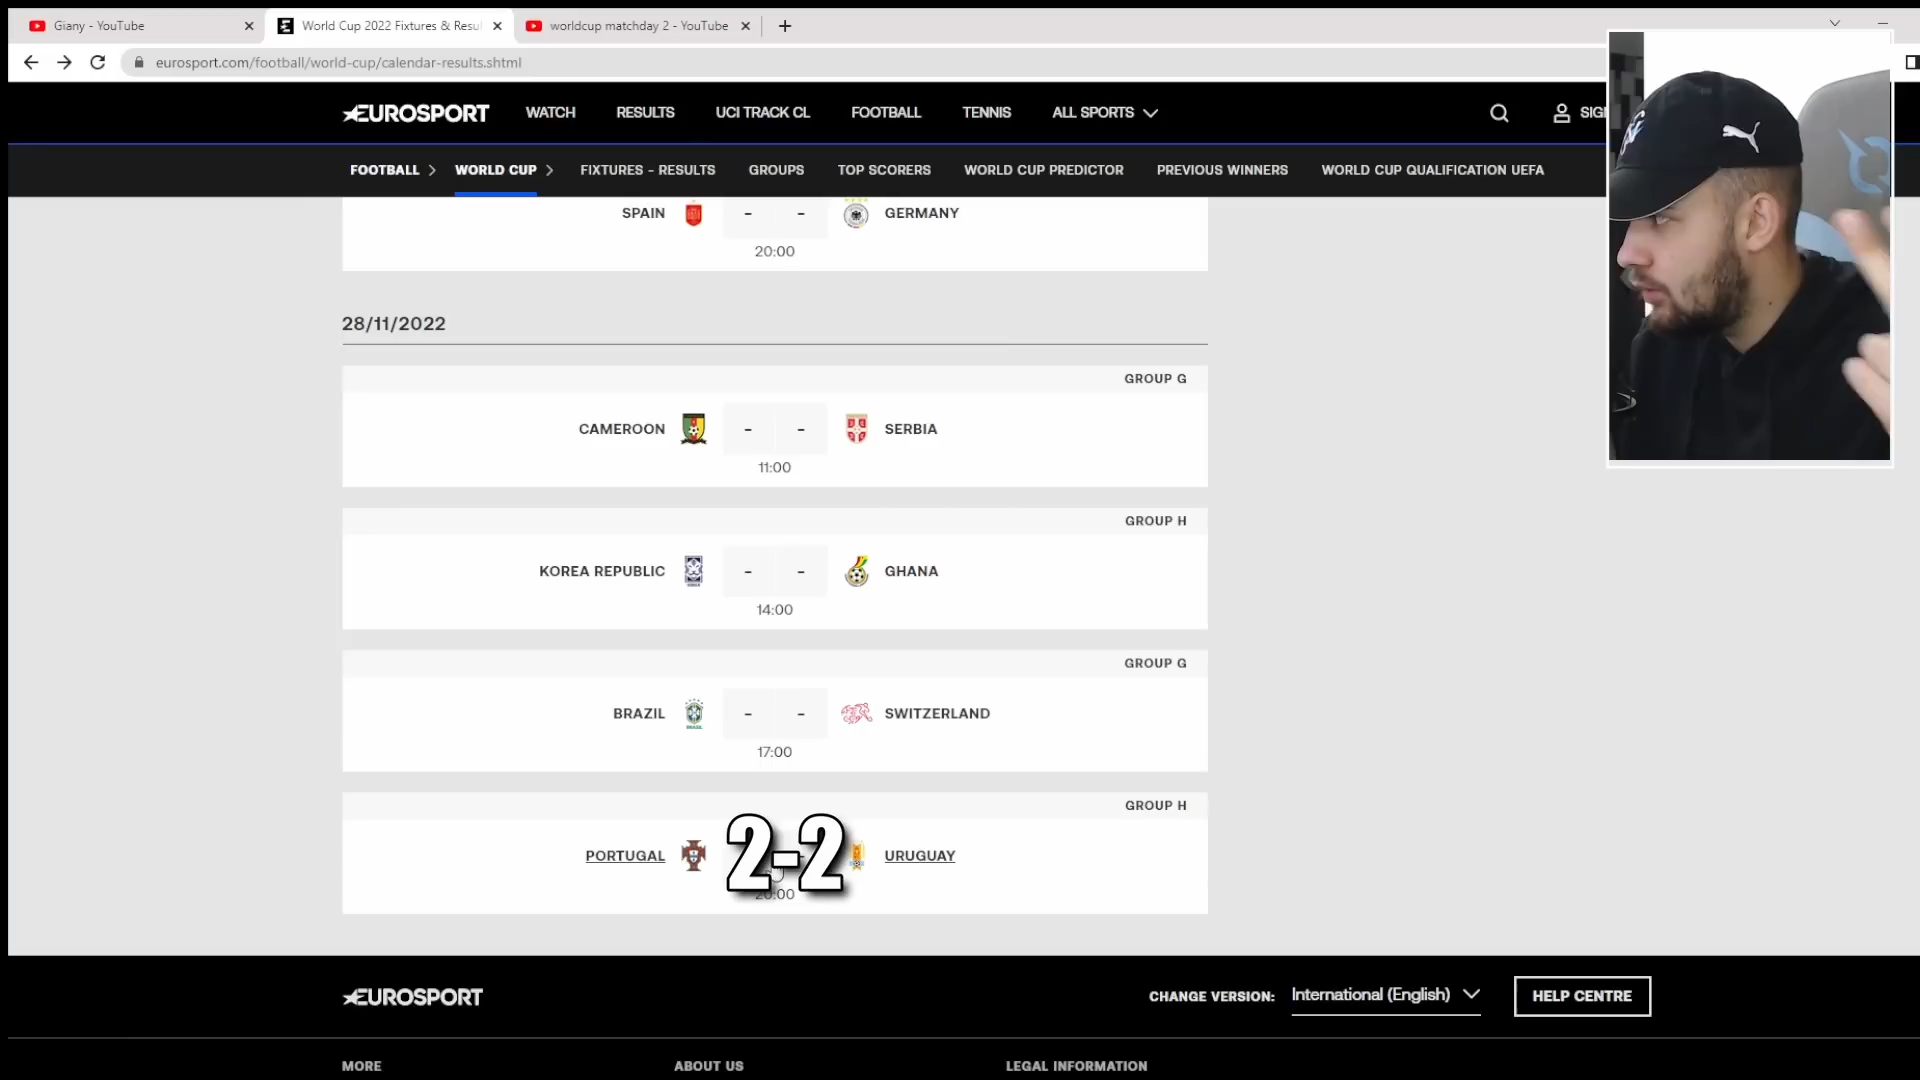 Giany - YouTube
World Cup 2022 Fixtures & Resul
worldcup matchday 2 - YouTube
eurosport.com/football/world-cup/calendar-results.shtml
EUROSPORT WATCH RESULTS UCI TRACK CL FOOTBALL TENNIS ALL SPORTS SIG
FOOTBALL WORLD CUP FIXTURES - RESULTS GROUPS TOP SCORERS WORLD CUP PREDICTOR PREVIOUS WINNERS WORLD CUP QUALIFICATION UEFA
SPAIN - - GERMANY
20:00
28/11/2022
GROUP G
CAMEROON - - SERBIA
11:00
GROUP H
KOREA REPUBLIC - - GHANA
14:00
GROUP G
BRAZIL - - SWITZERLAND
17:00
GROUP H
PORTUGAL 2-2 URUGUAY
20:00
EUROSPORT CHANGE VERSION: International (English) HELP CENTRE
MORE ABOUT US LEGAL INFORMATION